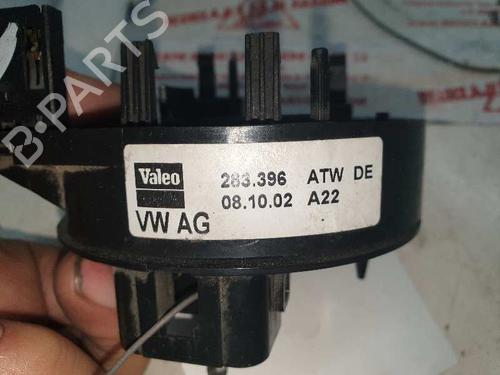 B-PARTS
Valeo
283.396 ATW DE
08.10.02 A22
VW AG